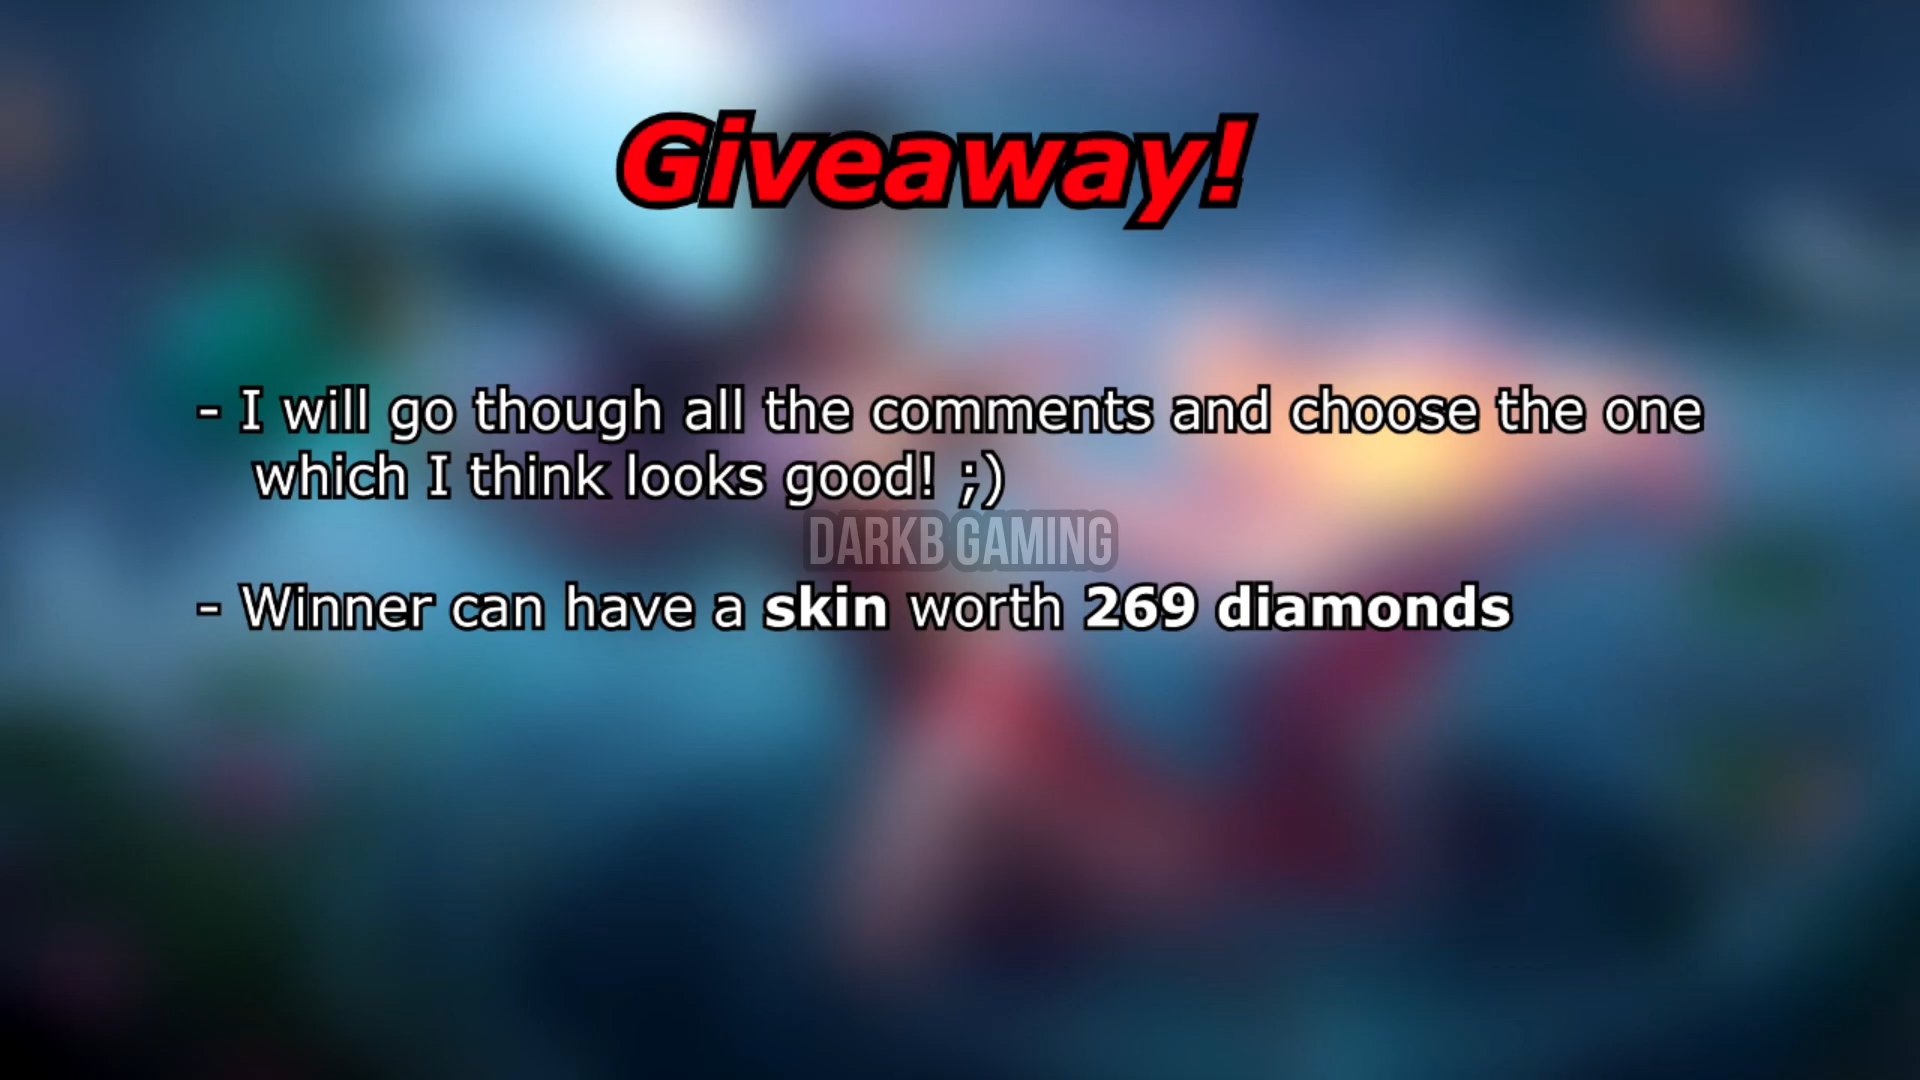 Giveaway!
- I will go though all the comments and choose the one
which I think looks good! ;)
DARKB GAMING
- Winner can have a skin worth 269 diamonds